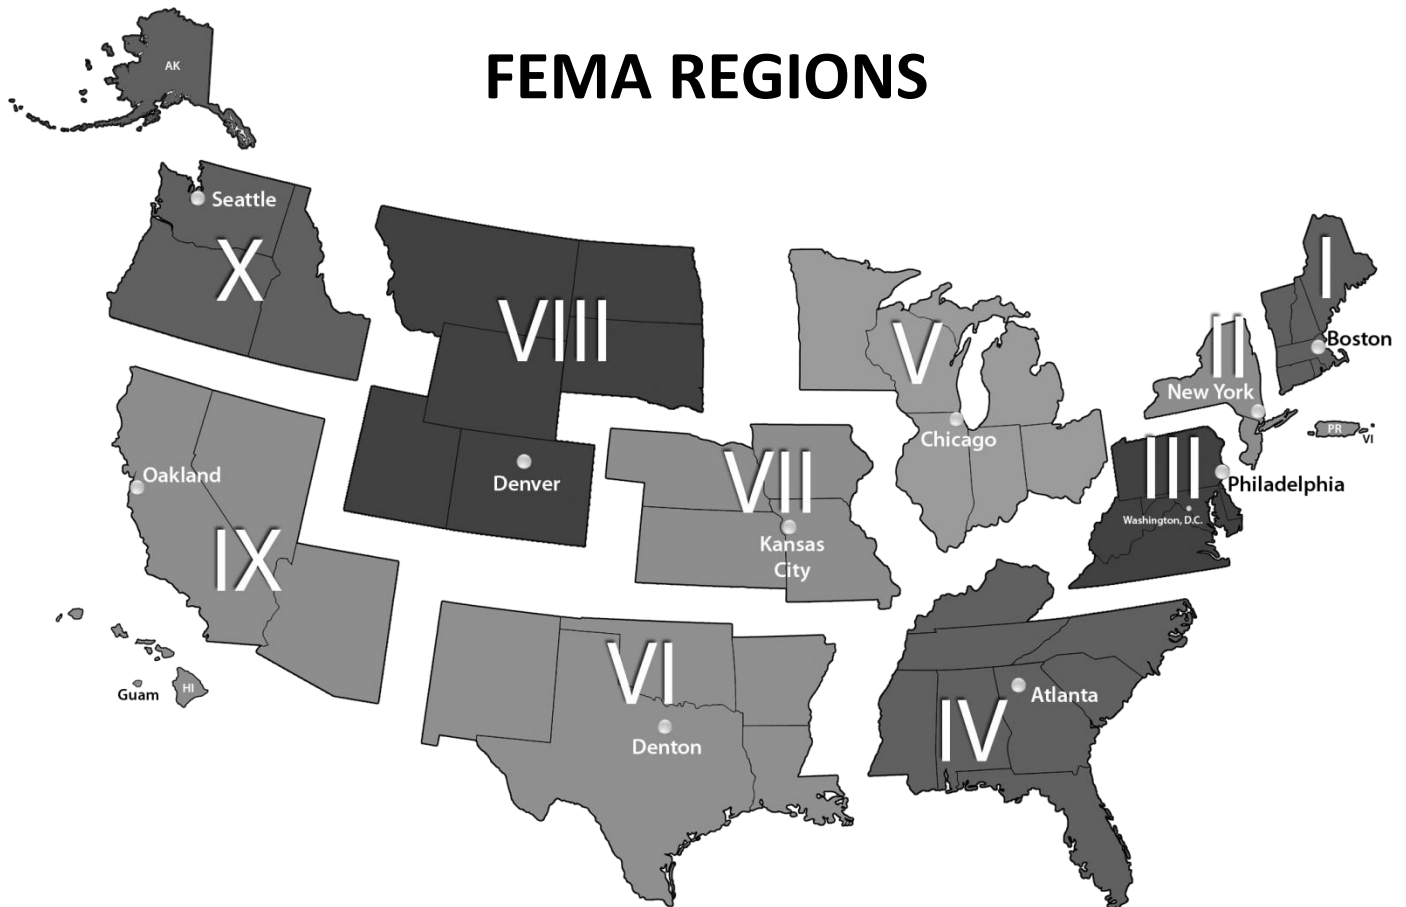 FEMA REGIONS
AK
Seattle
X
VIII
V
I
II
Boston
New York
PR
VI
Chicago
III
Philadelphia
Washington, D.C.
Oakland
Denver
VII
Kansas
City
IX
Guam
HI
VI
Denton
IV
Atlanta